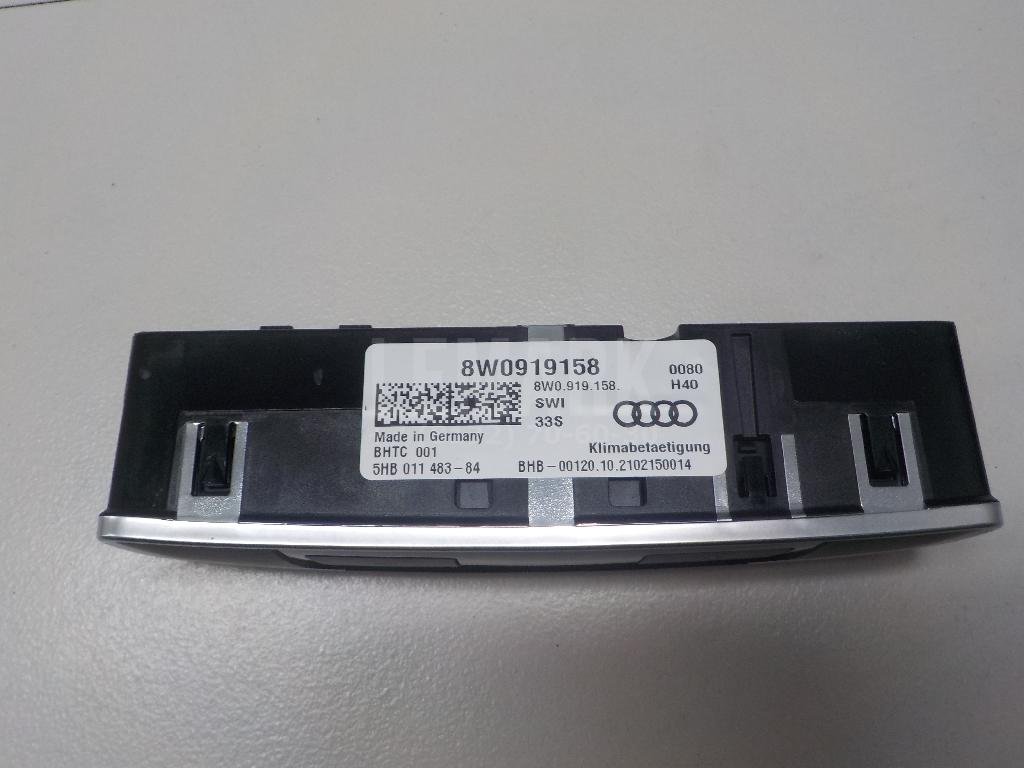 8W0919158
0080
8W0.919.158.
H40
SWI
33S
Made in Germany
BHTC 001
Klimabetaetigung
5HB 011 483-84
BHB-00120.10.2102150014